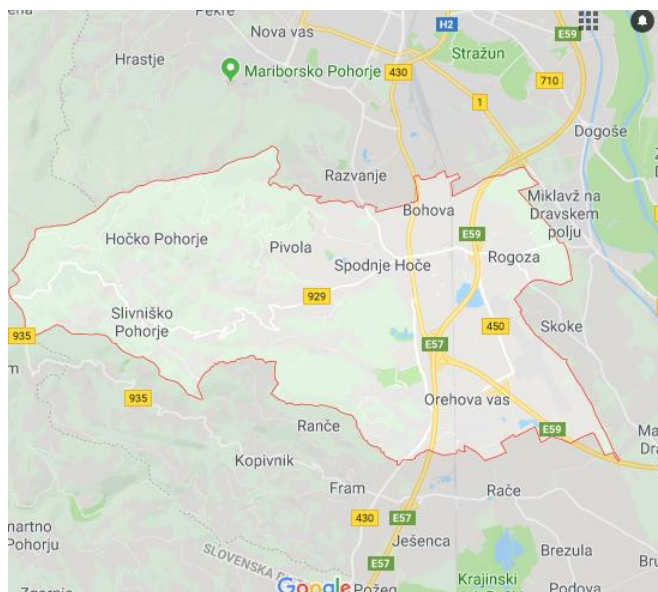 Pekre
Nova vas
H2
E59
Hrastje
Stražun
Mariborsko Pohorje
430
710
1
Dogoše
Razvanje
Miklavž na
Dravskem
polju
Bohova
Hočko Pohorje
Pivola
E59
Rogoza
Spodnje Hoče
929
Slivniško
Pohorje
450
Skoke
935
E57
935
Orehova vas
Ranče
E59
Kopivnik
Fram
Rače
430
E57
Ješenca
SLOVENSKA
E57
Brezula
Google
Krajinski
Podova